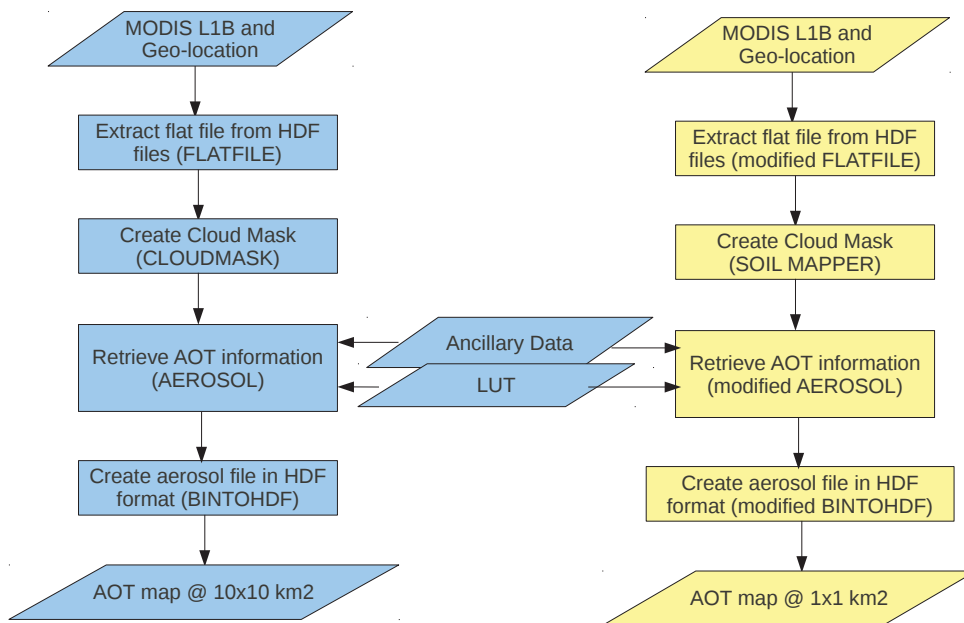 MODIS L1B and
Geo-location
Extract flat file from HDF
files (FLATFILE)
Create Cloud Mask
(CLOUDMASK)
Retrieve AOT information
(AEROSOL)
Create aerosol file in HDF
format (BINTOHDF)
AOT map @ 10x10 km2
Ancillary Data
LUT
MODIS L1B and
Geo-location
Extract flat file from HDF
files (modified FLATFILE)
Create Cloud Mask
(SOIL MAPPER)
Retrieve AOT information
(modified AEROSOL)
Create aerosol file in HDF
format (modified BINTOHDF)
AOT map @ 1x1 km2